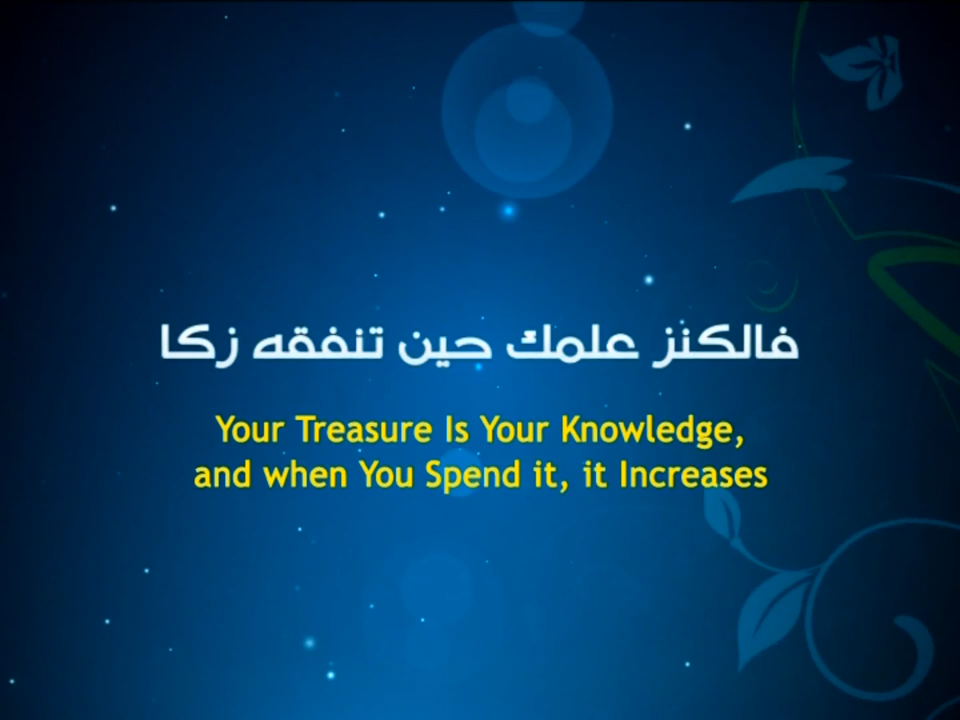 فالكنز علمك حين تنفقه زكا
Your Treasure Is Your Knowledge,
and when You Spend it, it Increases